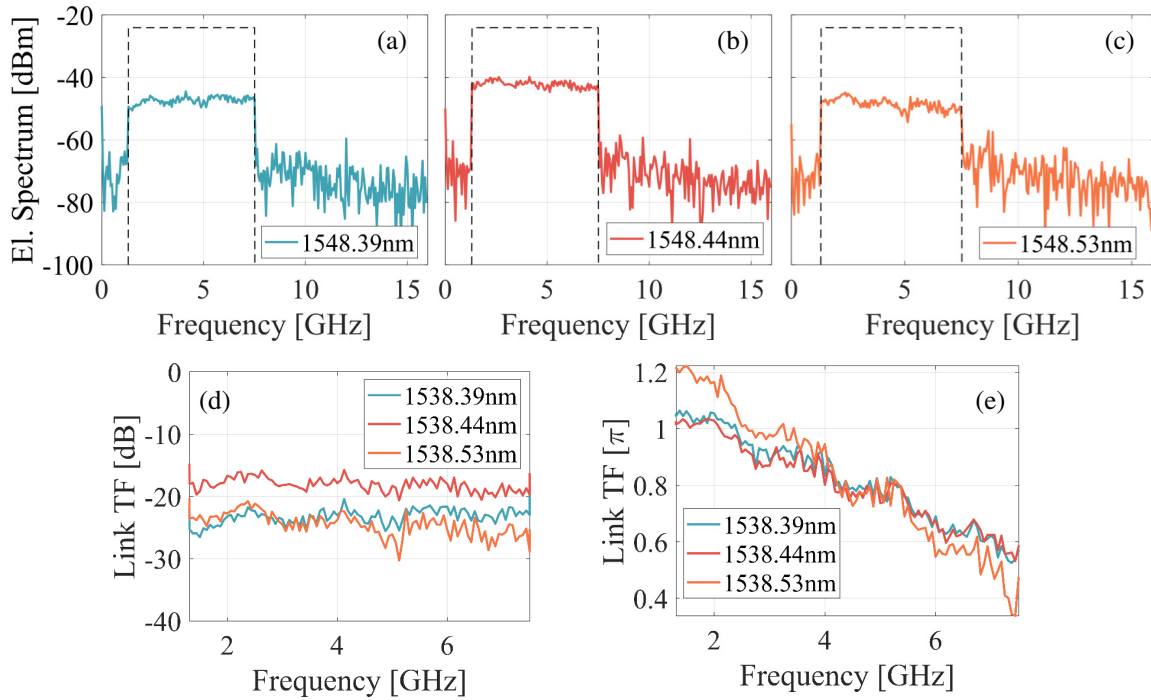 El. Spectrum [dBm]
-20
-40
-60
-80
-100
(a)
1548.39nm
0 5 10 15
Frequency [GHz]
(b)
1548.44nm
0 5 10 15
Frequency [GHz]
(c)
1548.53nm
0 5 10 15
Frequency [GHz]
Link TF [dB]
0
-10
-20
-30
-40
(d)
1538.39nm
1538.44nm
1538.53nm
2 4 6
Frequency [GHz]
Link TF [π]
1.2
1
0.8
0.6
0.4
(e)
1538.39nm
1538.44nm
1538.53nm
2 4 6
Frequency [GHz]